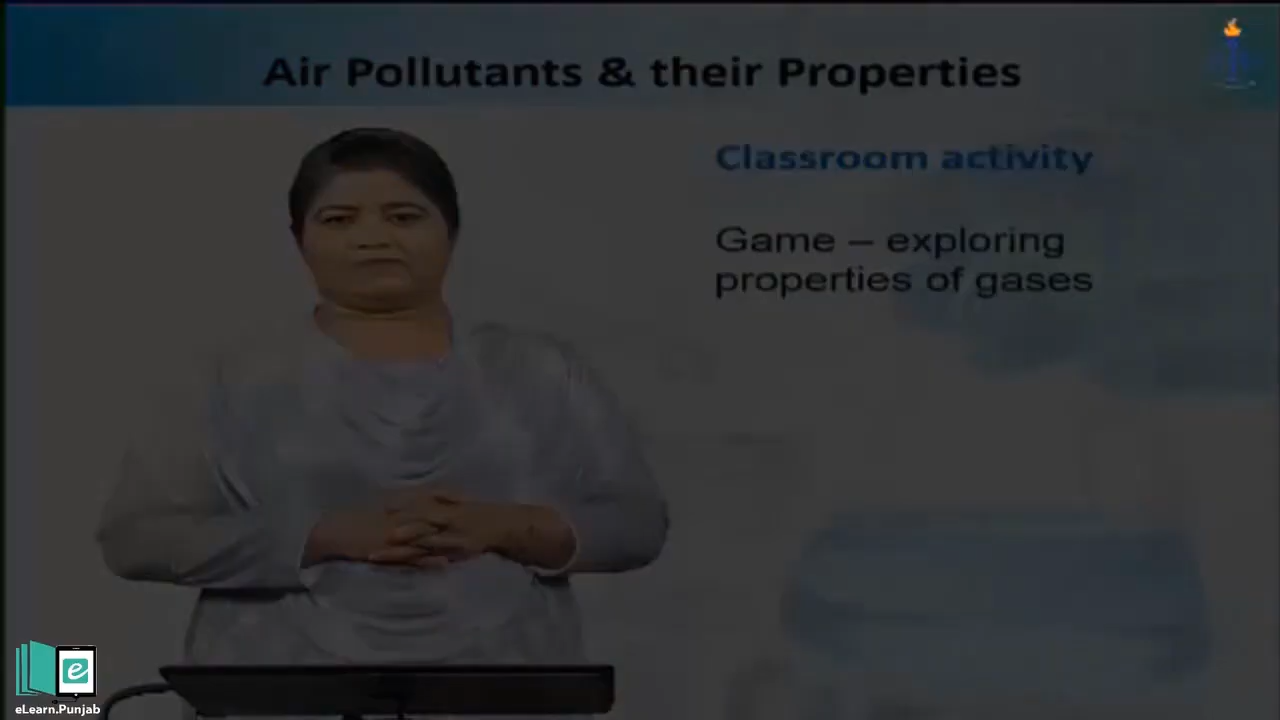 Air Pollutants & their Properties
Classroom activity
Game – exploring
properties of gases
e
eLearn.Punjab